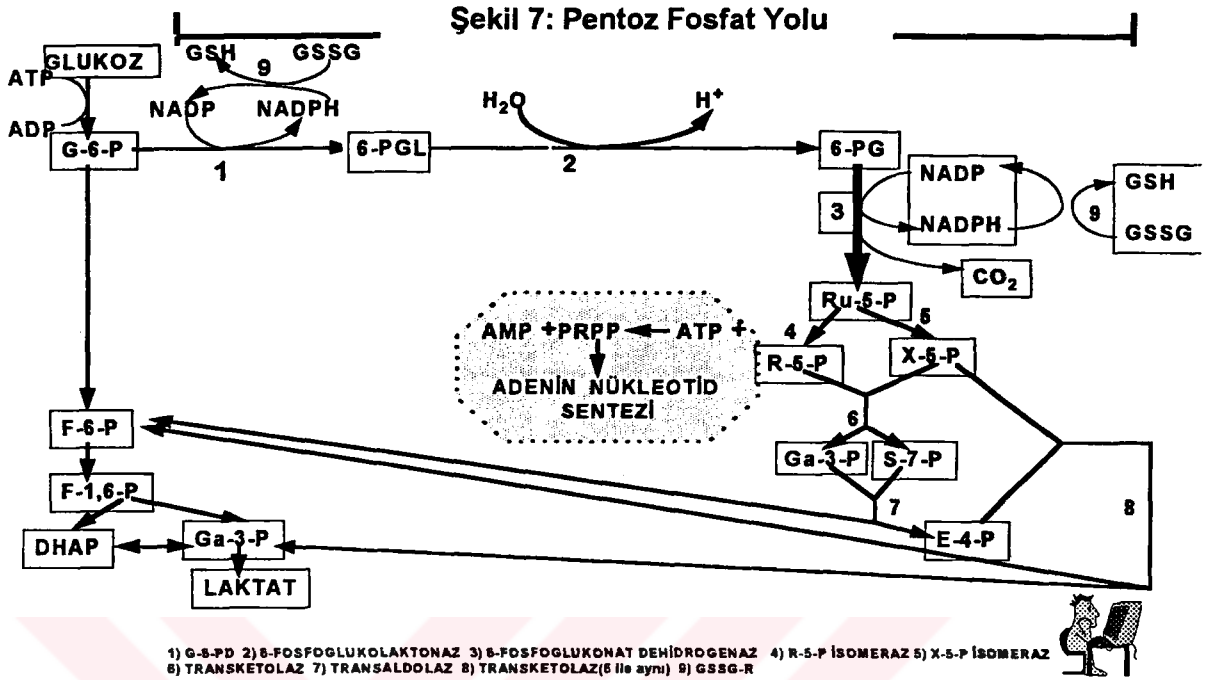 Şekil 7: Pentoz Fosfat Yolu
GSH GSSG
9
GLUKOZ
ATP
ADP
NADP NADPH
H₂O H⁺
G-6-P
1
6-PGL
2
6-PG
NADP
NADPH
3
GSH
9
GSSG
CO₂
Ru-5-P
4
5
AMP +PRPP ATP +
R-5-P
X-5-P
ADENİN NÜKLEOTİD
SENTEZİ
6
F-6-P
Ga-3-P S-7-P
F-1,6-P
7
8
DHAP
Ga-3-P
E-4-P
LAKTAT
1) G-6-PD 2) 6-FOSFOGLUKOLAKTONAZ 3) 6-FOSFOGLUKONAT DEHİDROGENAZ 4) R-5-P İSOMERAZ 5) X-5-P İSOMERAZ
6) TRANSKETOLAZ 7) TRANSALDOLAZ 8) TRANSKETOLAZ(6 ile aynı) 9) GSSG-R